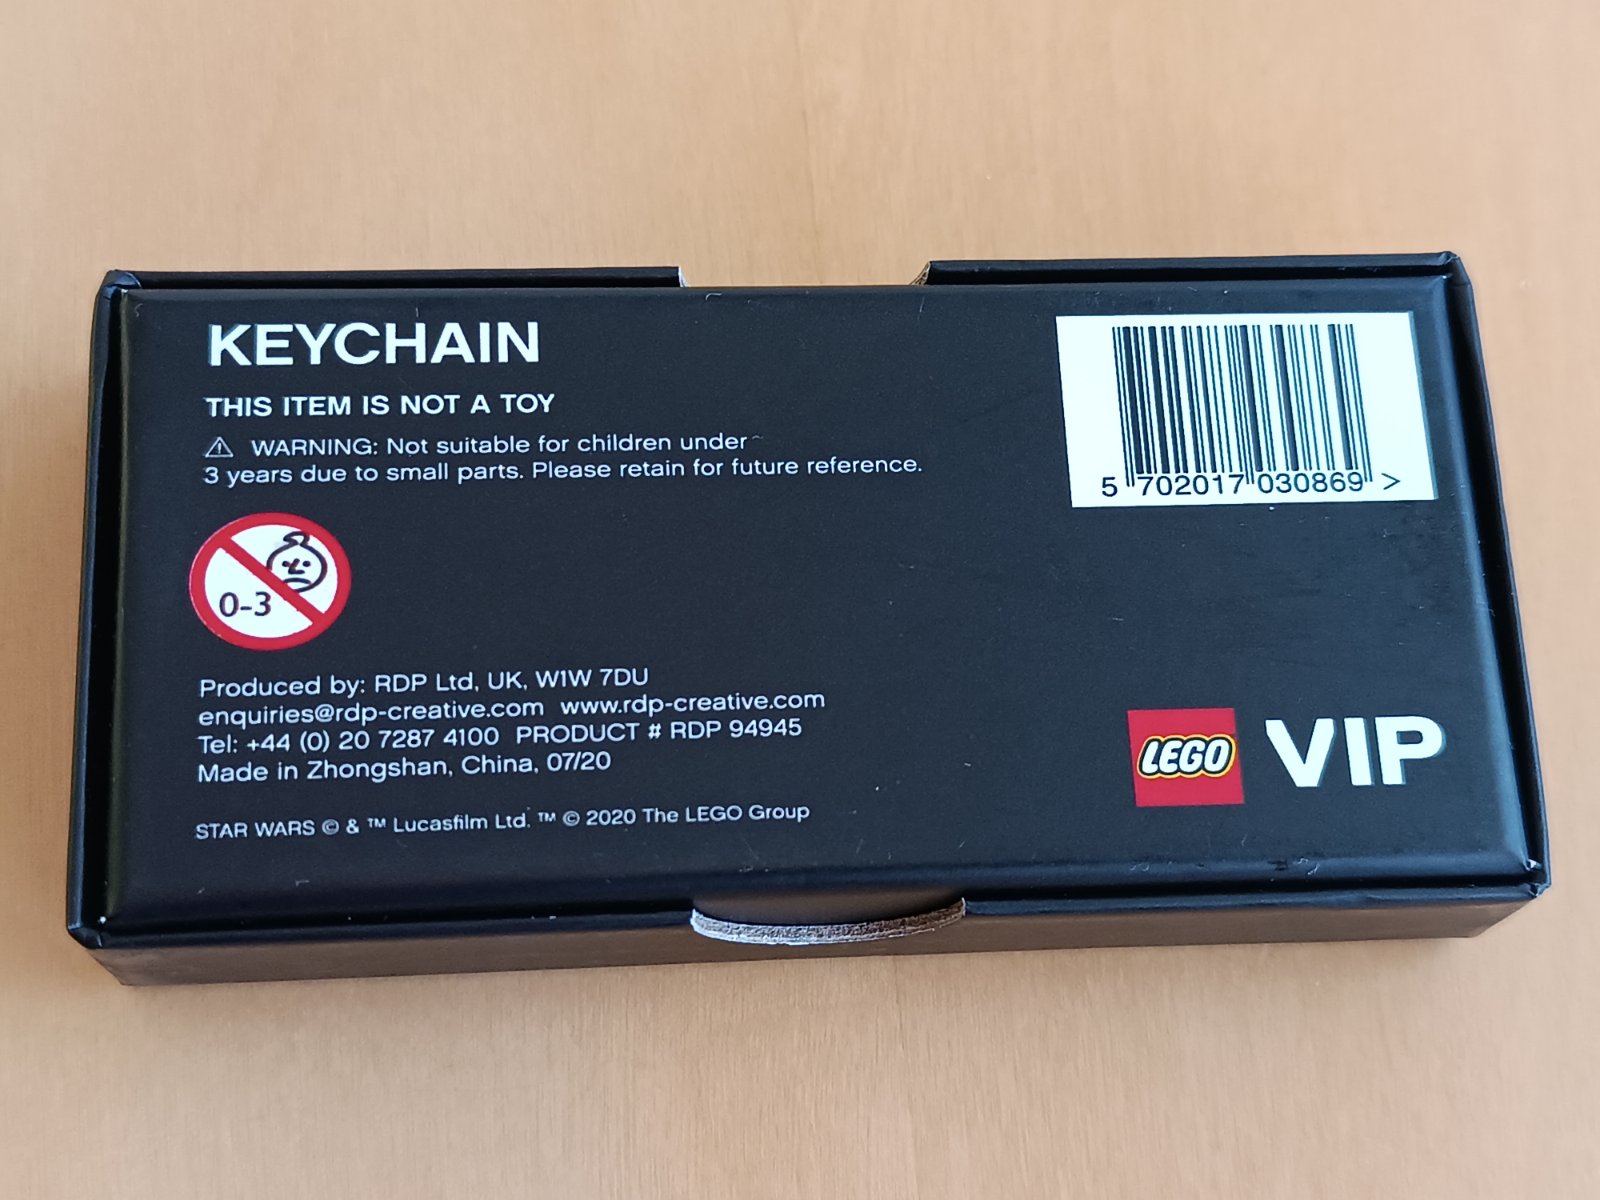 KEYCHAIN
THIS ITEM IS NOT A TOY
⚠ WARNING: Not suitable for children under
3 years due to small parts. Please retain for future reference.
5 702017 030869 >
0-3
Produced by: RDP Ltd, UK, W1W 7DU
enquiries@rdp-creative.com www.rdp-creative.com
Tel: +44 (0) 20 7287 4100 PRODUCT # RDP 94945
Made in Zhongshan, China, 07/20
STAR WARS © & ™ Lucasfilm Ltd. ™ © 2020 The LEGO Group
LEGO VIP